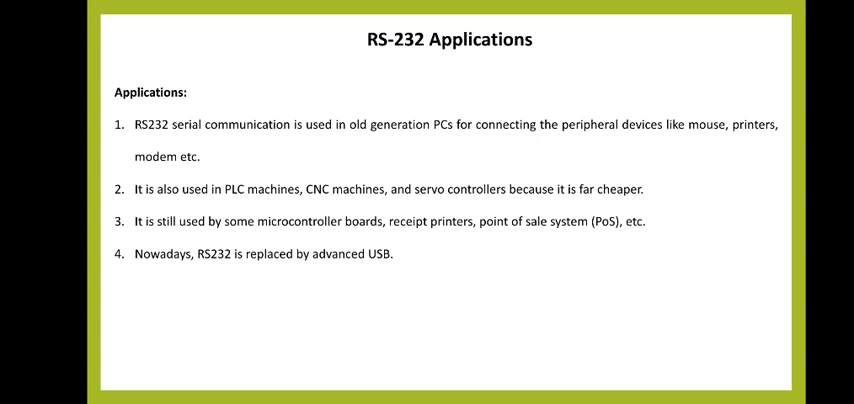 RS-232 Applications
Applications:
1. RS232 serial communication is used in old generation PCs for connecting the peripheral devices like mouse, printers,
modem etc.
2. It is also used in PLC machines, CNC machines, and servo controllers because it is far cheaper.
3. It is still used by some microcontroller boards, receipt printers, point of sale system (PoS), etc.
4. Nowadays, RS232 is replaced by advanced USB.